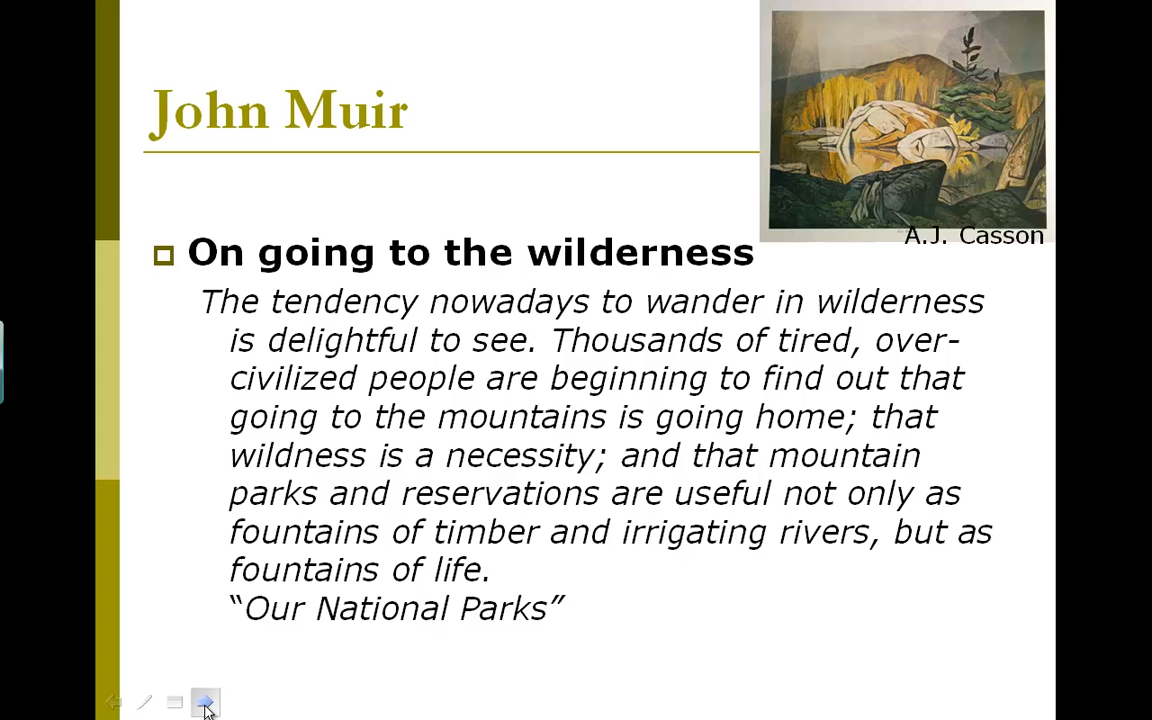 John Muir
A.J. Casson
On going to the wilderness
The tendency nowadays to wander in wilderness
is delightful to see. Thousands of tired, over-
civilized people are beginning to find out that
going to the mountains is going home; that
wildness is a necessity; and that mountain
parks and reservations are useful not only as
fountains of timber and irrigating rivers, but as
fountains of life.
“Our National Parks”